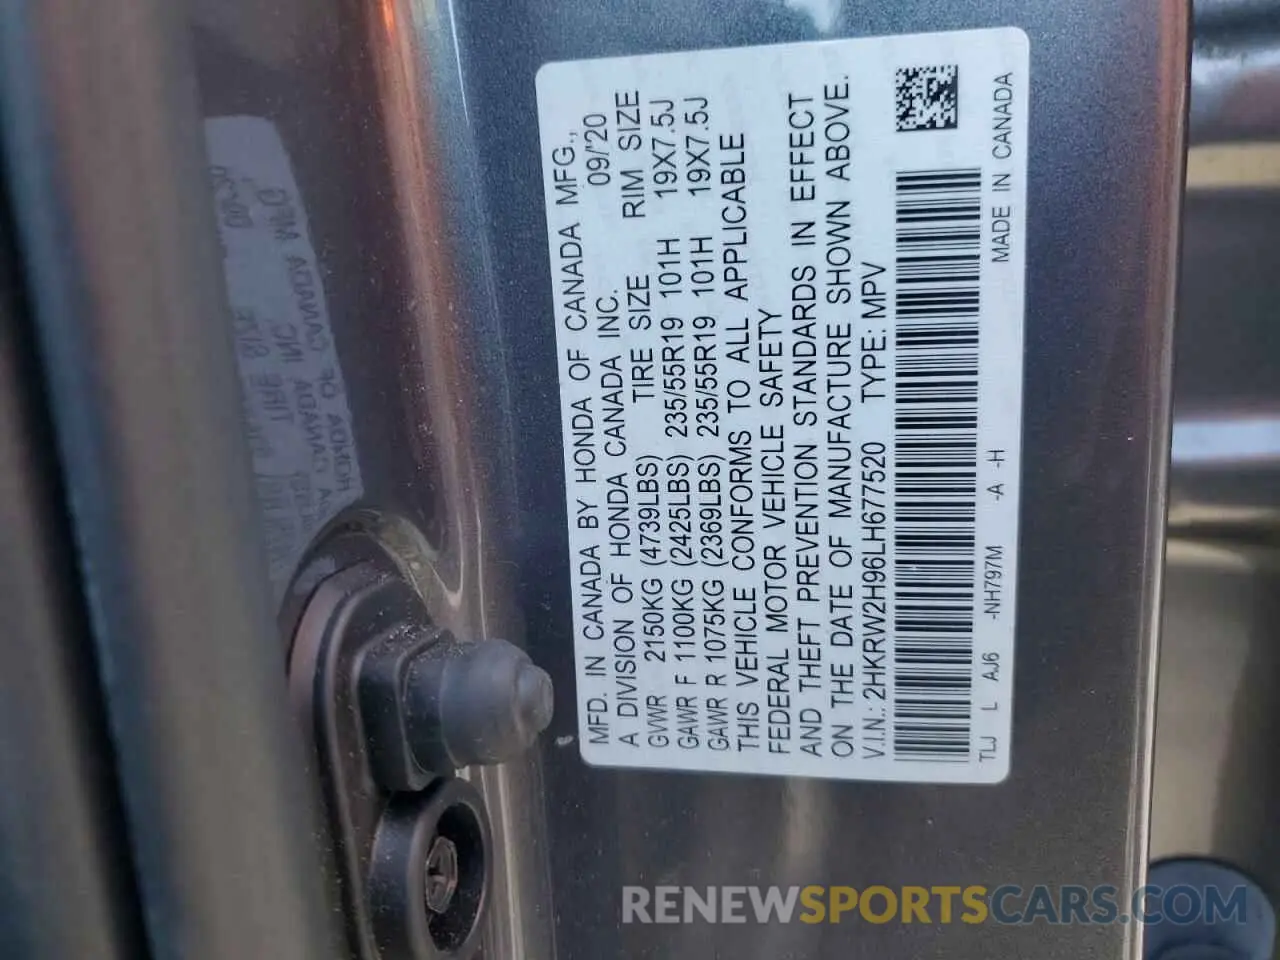 MFD. IN CANADA BY HONDA OF CANADA MFG.,
A DIVISION OF HONDA CANADA INC. 09/'20
GVWR 2150KG (4739LBS) TIRE SIZE RIM SIZE
GAWR F 1100KG (2425LBS) 235/55R19 101H 19X7.5J
GAWR R 1075KG (2369LBS) 235/55R19 101H 19X7.5J
THIS VEHICLE CONFORMS TO ALL APPLICABLE
FEDERAL MOTOR VEHICLE SAFETY
AND THEFT PREVENTION STANDARDS IN EFFECT
ON THE DATE OF MANUFACTURE SHOWN ABOVE.
V.I.N.: 2HKRW2H96LH677520 TYPE: MPV
TLJ L AJ6 -NH797M -A -H MADE IN CANADA
RENEWSPORTSCARS.COM